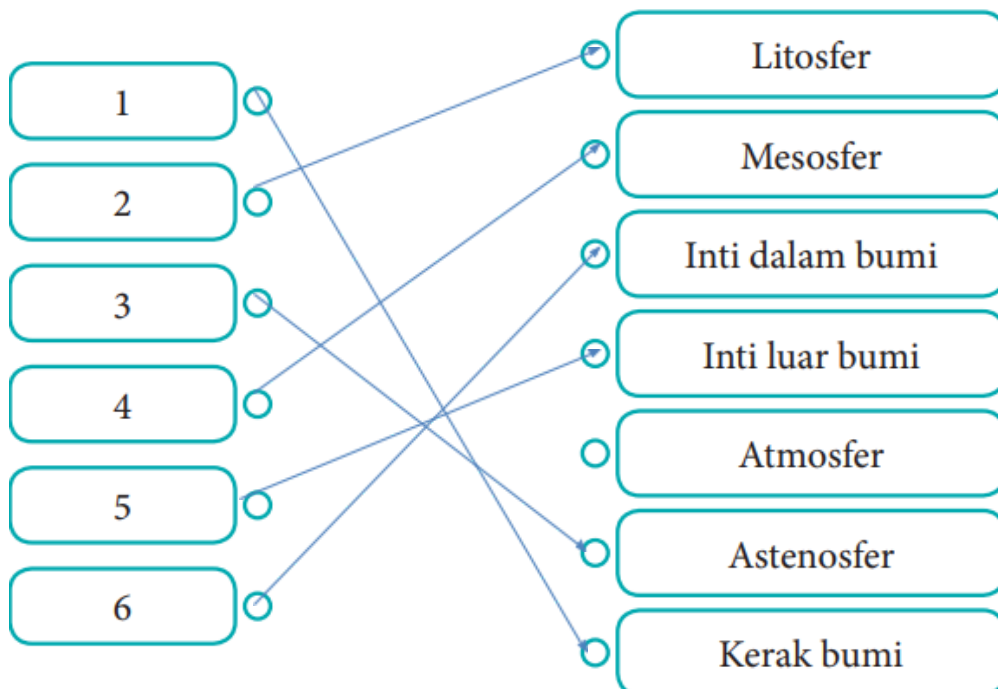 1
2
3
4
5
6
Litosfer
Mesosfer
Inti dalam bumi
Inti luar bumi
Atmosfer
Astenosfer
Kerak bumi